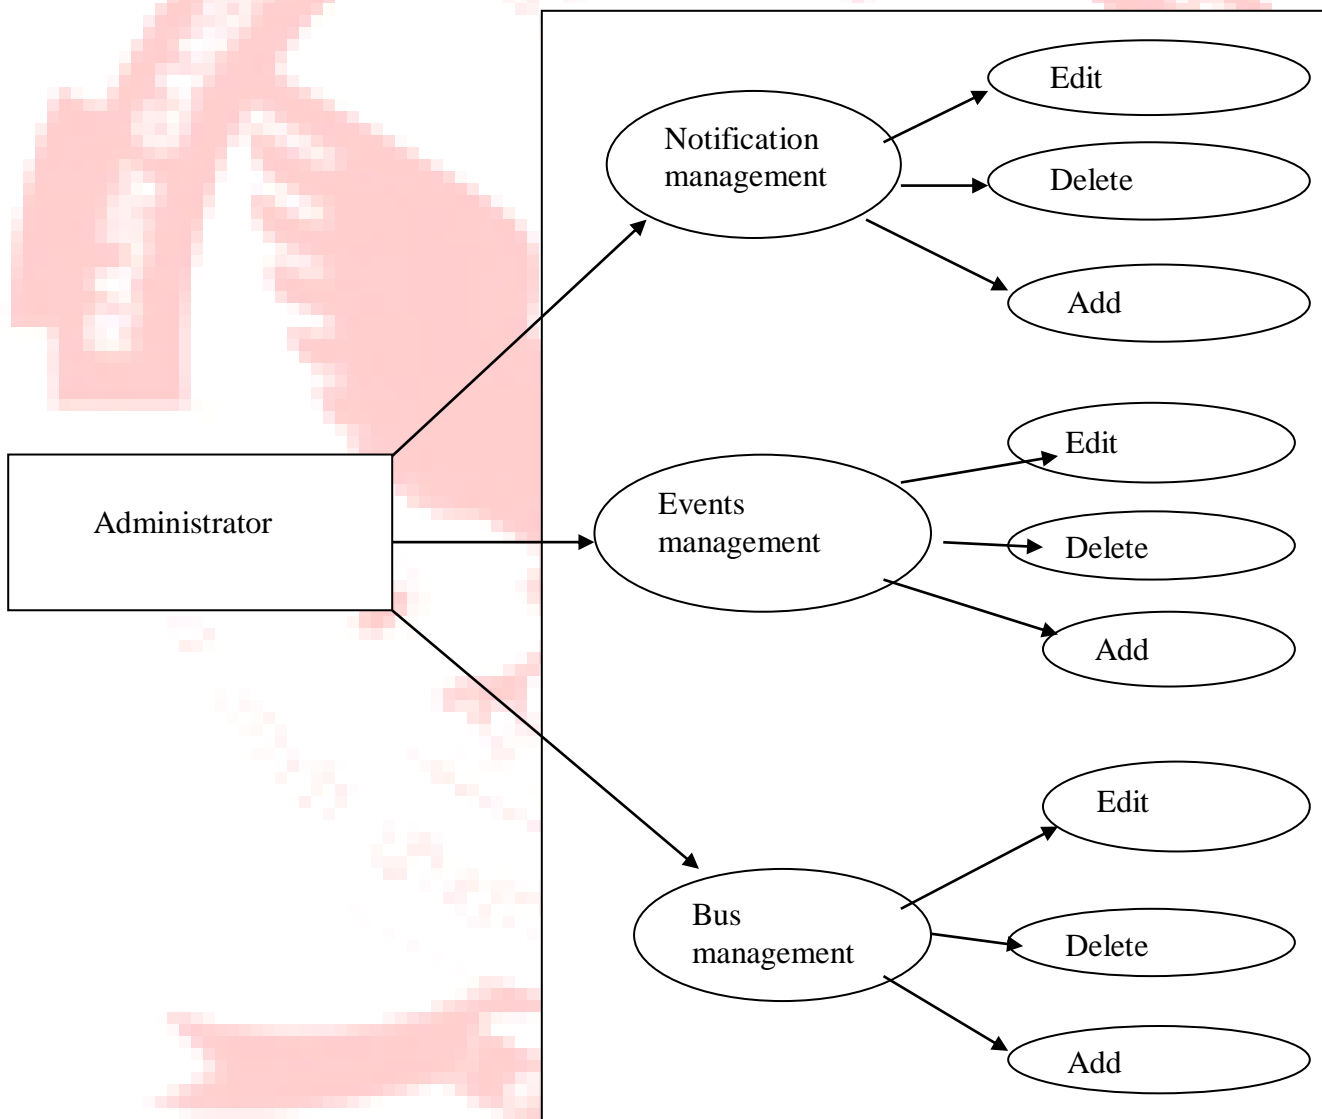 Edit
Notification
management
Delete
Add
Administrator
Events
management
Edit
Delete
Add
Bus
management
Edit
Delete
Add